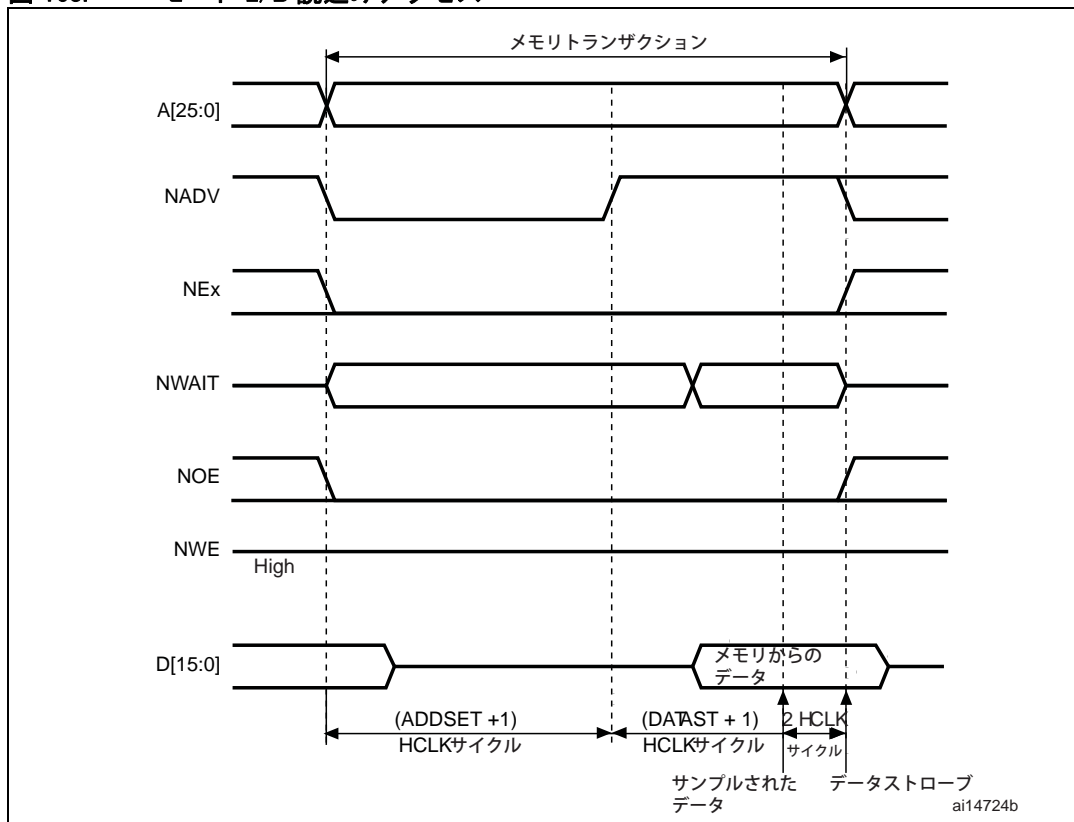 メモリトランザクション
A[25:0]
NADV
NEx
NWAIT
NOE
NWE
High
D[15:0]
メモリからの
データ
(ADDSET +1)
HCLKサイクル
(DATAST + 1)
HCLKサイクル
2 HCLK
サイクル
サンプルされた
データ
データストローブ
ai14724b